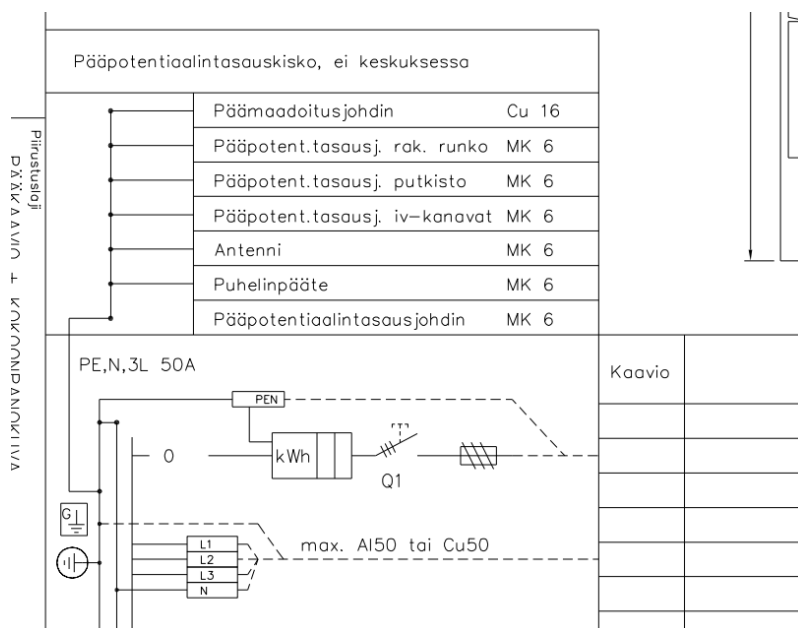 Pääpotentiaalintasauskisko, ei keskuksessa
Päämaadoitusjohdin Cu 16
Pääpotent.tasausj. rak. runko MK 6
Pääpotent.tasausj. putkisto MK 6
Pääpotent.tasausj. iv-kanavat MK 6
Antenni MK 6
Puhelinpääte MK 6
Pääpotentiaalintasausjohdin MK 6
Piirustuslaji
PE,N,3L 50A
Kaavio
PEN
0
kWh
Q1
G
L1
L2
L3
N
max. Al50 tai Cu50